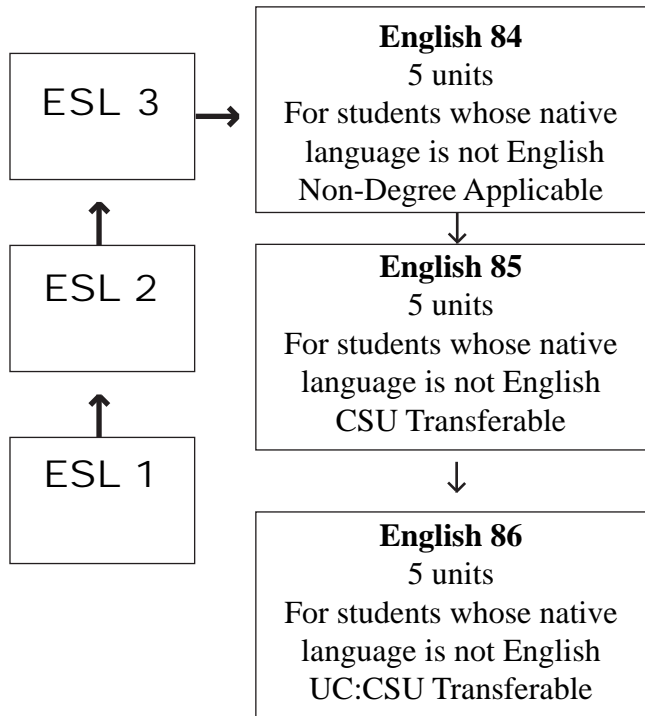 ESL 3
ESL 2
ESL 1
English 84
5 units
For students whose native
language is not English
Non-Degree Applicable
English 85
5 units
For students whose native
language is not English
CSU Transferable
English 86
5 units
For students whose native
language is not English
UC:CSU Transferable